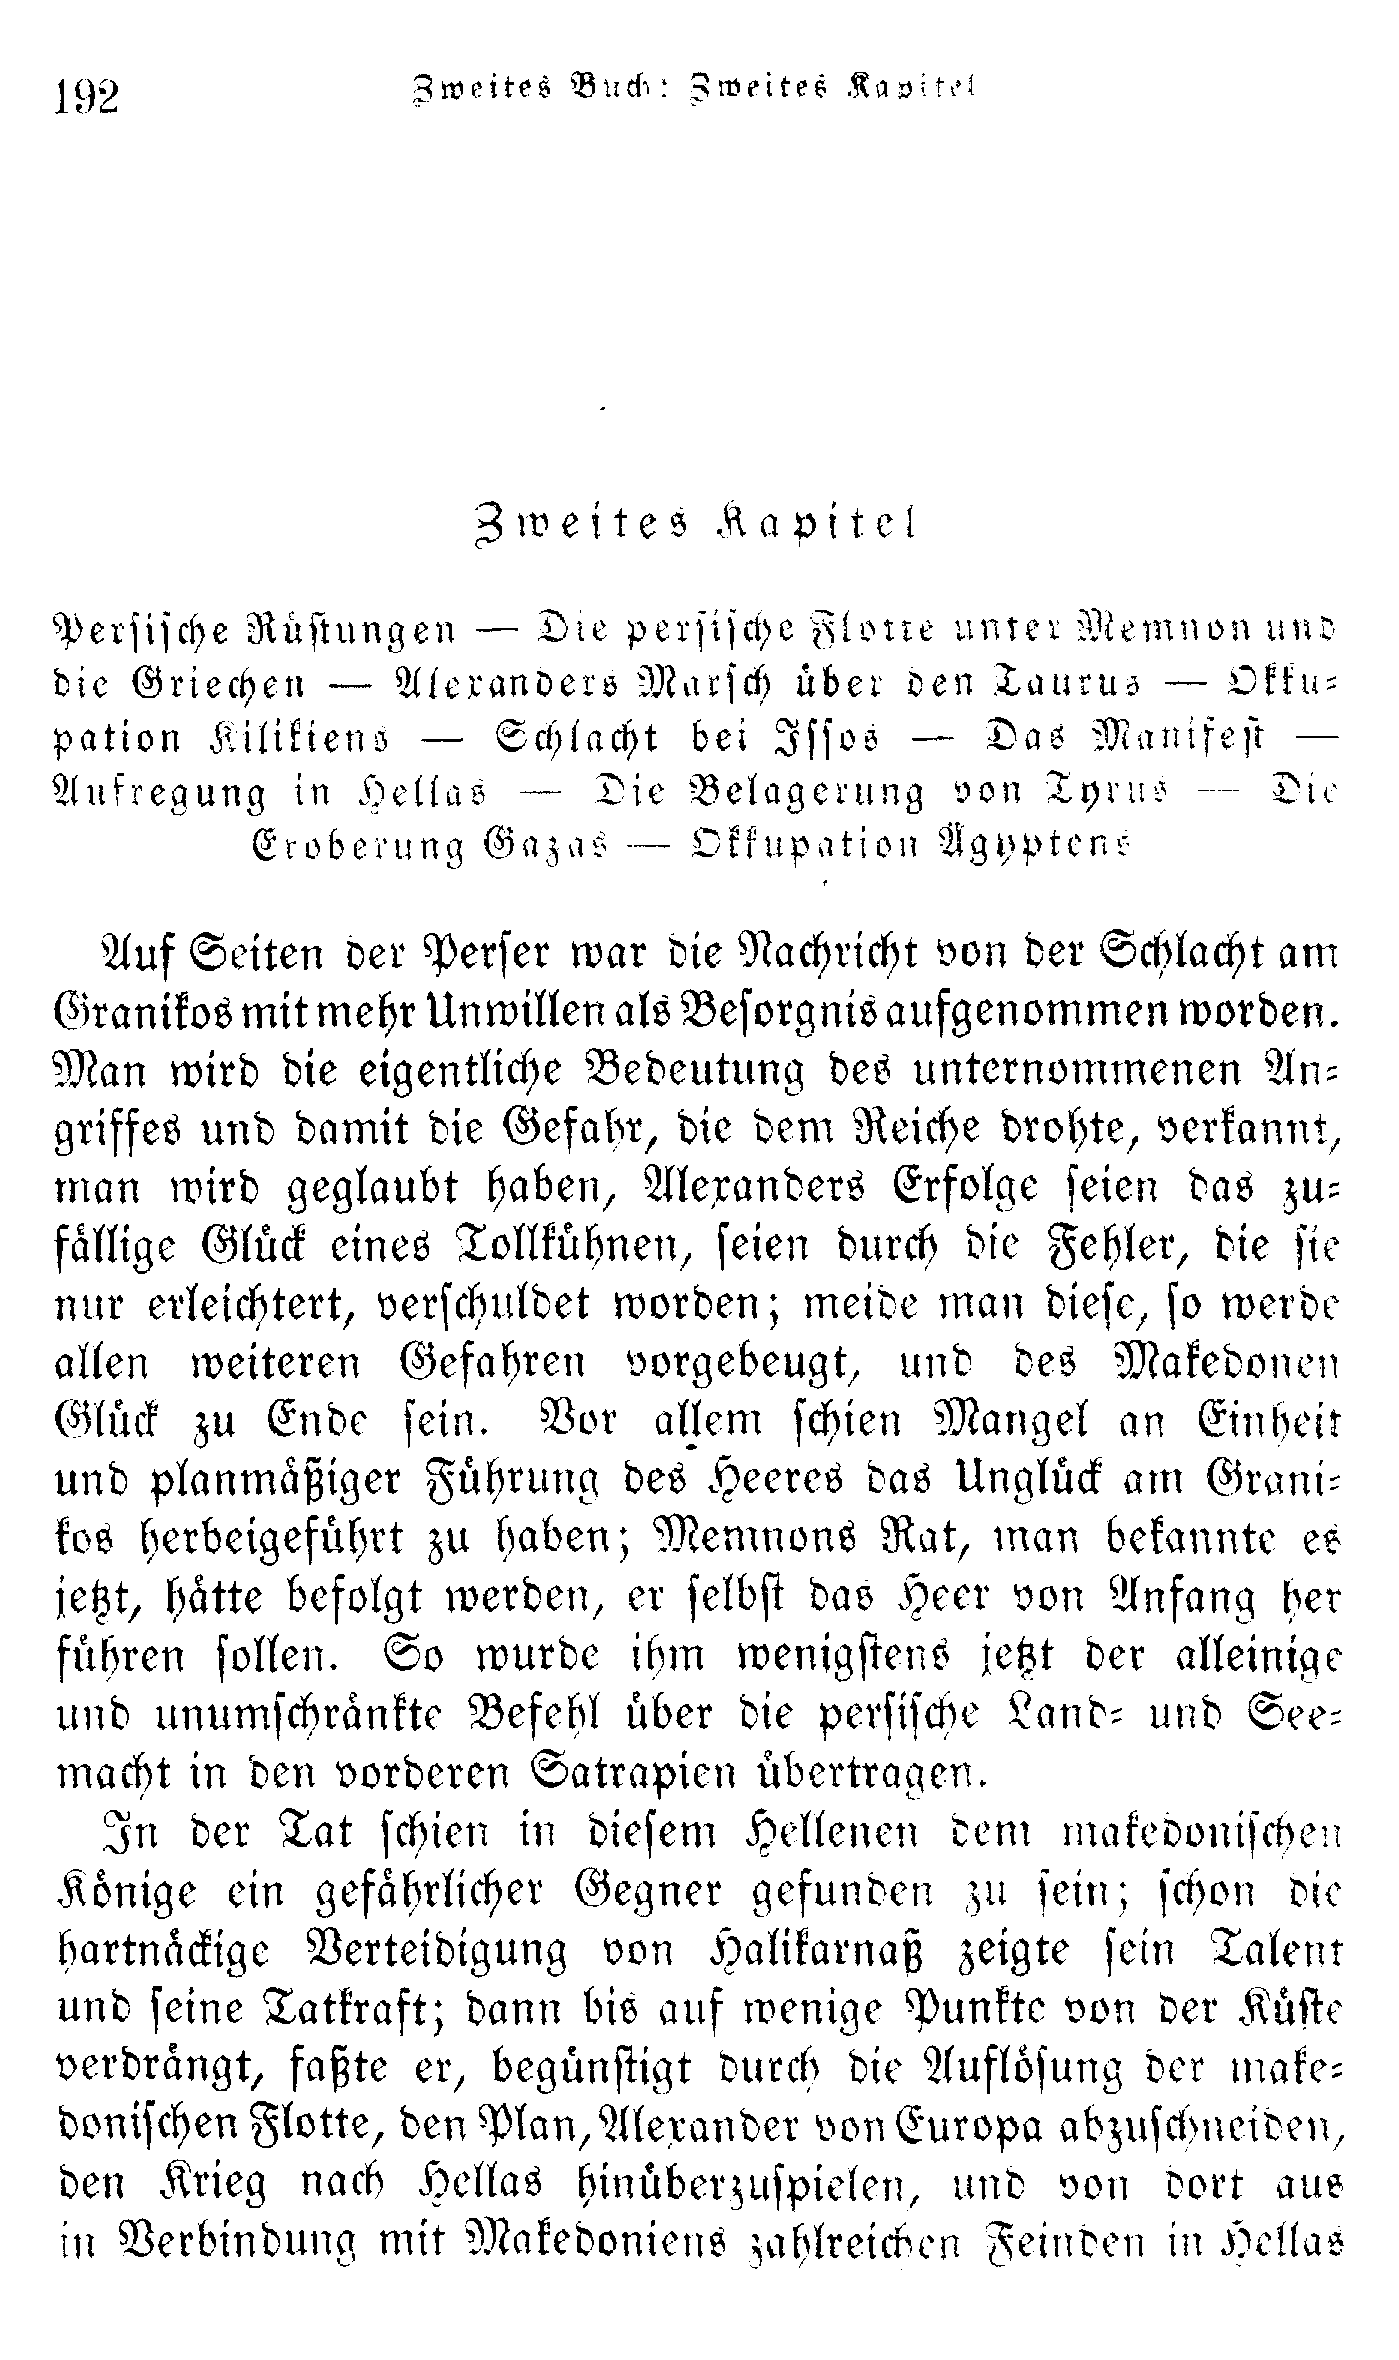 192
Zweites Buch: Zweites Kapitel
Zweites Kapitel
Persische Rüstungen — Die persische Flotte unter Memnon und
die Griechen — Alexanders Marsch über den Taurus — Okku-
pation Kilikiens — Schlacht bei Issos — Das Manifest —
Aufregung in Hellas — Die Belagerung von Tyrus — Die
Eroberung Gazas — Okkupation Ägyptens
Auf Seiten der Perser war die Nachricht von der Schlacht am
Granikos mit mehr Unwillen als Besorgnis aufgenommen worden.
Man wird die eigentliche Bedeutung des unternommenen An-
griffes und damit die Gefahr, die dem Reiche drohte, verkannt,
man wird geglaubt haben, Alexanders Erfolge seien das zu-
fällige Glück eines Tollkühnen, seien durch die Fehler, die sie
nur erleichtert, verschuldet worden; meide man diese, so werde
allen weiteren Gefahren vorgebeugt, und des Makedonen
Glück zu Ende sein. Vor allem schien Mangel an Einheit
und planmäßiger Führung des Heeres das Unglück am Grani-
kos herbeigeführt zu haben; Memnons Rat, man bekannte es
jetzt, hätte befolgt werden, er selbst das Heer von Anfang her
führen sollen. So wurde ihm wenigstens jetzt der alleinige
und unumschränkte Befehl über die persische Land- und See-
macht in den vorderen Satrapien übertragen.
In der Tat schien in diesem Hellenen dem makedonischen
Könige ein gefährlicher Gegner gefunden zu sein; schon die
hartnäckige Verteidigung von Halikarnaß zeigte sein Talent
und seine Tatkraft; dann bis auf wenige Punkte von der Küste
verdrängt, faßte er, begünstigt durch die Auflösung der make-
donischen Flotte, den Plan, Alexander von Europa abzuschneiden,
den Krieg nach Hellas hinüberzuspielen, und von dort aus
in Verbindung mit Makedoniens zahlreichen Feinden in Hellas